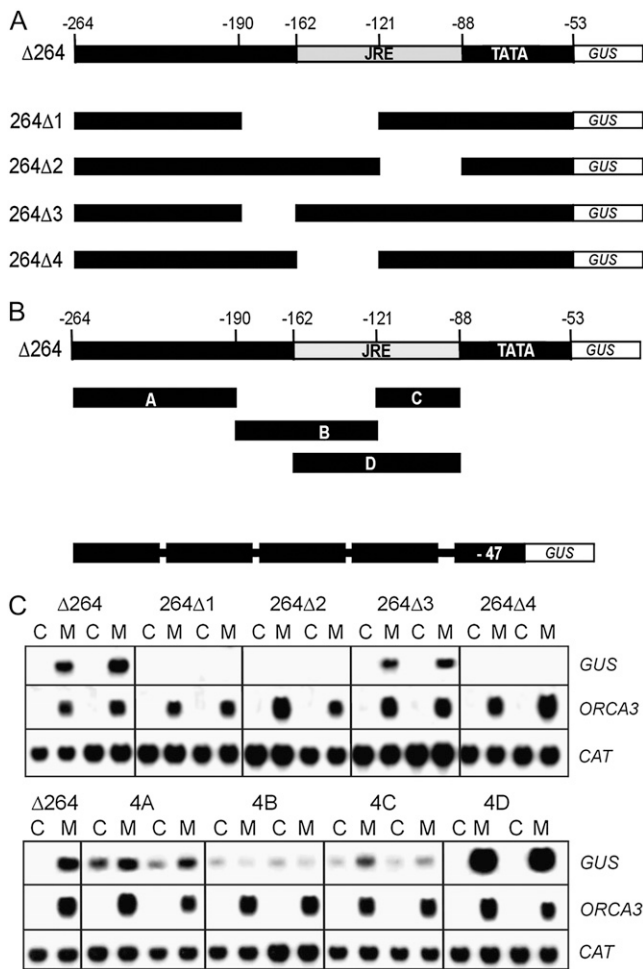 A
-264 -190 -162 -121 -88 -53
Δ264 JRE TATA GUS
264Δ1 GUS
264Δ2 GUS
264Δ3 GUS
264Δ4 GUS
B
-264 -190 -162 -121 -88 -53
Δ264 JRE TATA GUS
A C
B
D
- 47 GUS
C
Δ264 264Δ1 264Δ2 264Δ3 264Δ4
C M C M C M C M C M C M C M C M C M C M
GUS
ORCA3
CAT
Δ264 4A 4B 4C 4D
C M C M C M C M C M C M C M C M C M
GUS
ORCA3
CAT